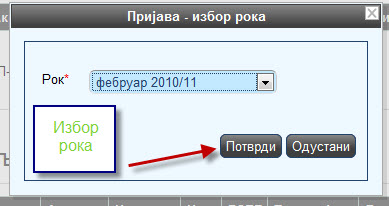 Пријава - избор рока
Рок*
фебруар 2010/11
Избор
рока
Потврди
Одустани